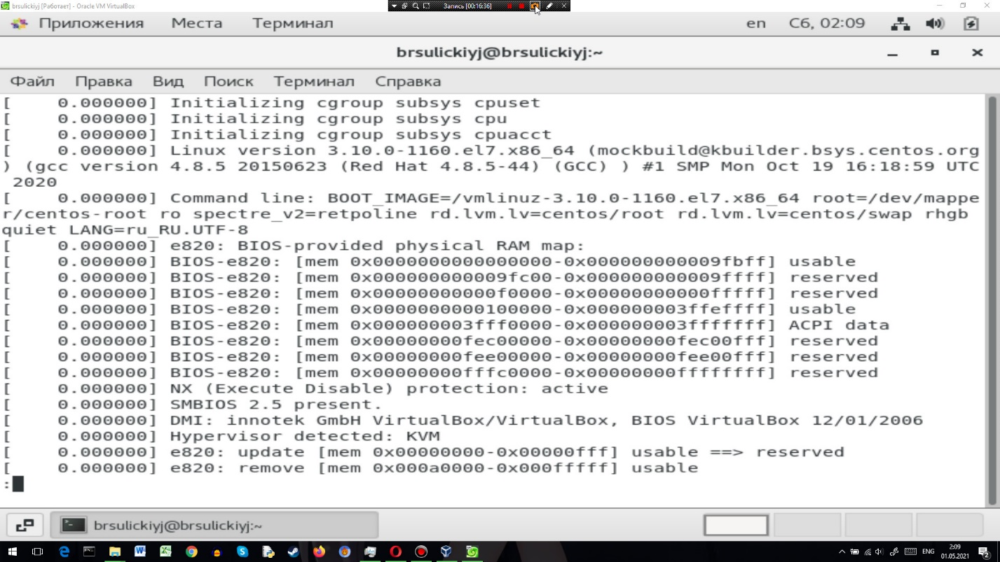 brsulickiyj [Работает] - Oracle VM VirtualBox
Запись [00:16:36]
Приложения Места Терминал en Сб, 02:09
brsulickiyj@brsulickiyj:~
Файл Правка Вид Поиск Терминал Справка
[    0.000000] Initializing cgroup subsys cpuset
[    0.000000] Initializing cgroup subsys cpu
[    0.000000] Initializing cgroup subsys cpuacct
[    0.000000] Linux version 3.10.0-1160.el7.x86_64 (mockbuild@kbuilder.bsys.centos.org
) (gcc version 4.8.5 20150623 (Red Hat 4.8.5-44) (GCC) ) #1 SMP Mon Oct 19 16:18:59 UTC
2020
[    0.000000] Command line: BOOT_IMAGE=/vmlinuz-3.10.0-1160.el7.x86_64 root=/dev/mappe
r/centos-root ro spectre_v2=retpoline rd.lvm.lv=centos/root rd.lvm.lv=centos/swap rhgb
quiet LANG=ru_RU.UTF-8
[    0.000000] e820: BIOS-provided physical RAM map:
[    0.000000] BIOS-e820: [mem 0x0000000000000000-0x000000000009fbff] usable
[    0.000000] BIOS-e820: [mem 0x000000000009fc00-0x000000000009ffff] reserved
[    0.000000] BIOS-e820: [mem 0x00000000000f0000-0x00000000000fffff] reserved
[    0.000000] BIOS-e820: [mem 0x0000000000100000-0x000000003ffeffff] usable
[    0.000000] BIOS-e820: [mem 0x000000003fff0000-0x000000003fffffff] ACPI data
[    0.000000] BIOS-e820: [mem 0x00000000fec00000-0x00000000fec00fff] reserved
[    0.000000] BIOS-e820: [mem 0x00000000fee00000-0x00000000fee00fff] reserved
[    0.000000] BIOS-e820: [mem 0x00000000fffc0000-0x00000000ffffffff] reserved
[    0.000000] NX (Execute Disable) protection: active
[    0.000000] SMBIOS 2.5 present.
[    0.000000] DMI: innotek GmbH VirtualBox/VirtualBox, BIOS VirtualBox 12/01/2006
[    0.000000] Hypervisor detected: KVM
[    0.000000] e820: update [mem 0x00000000-0x00000fff] usable ==> reserved
[    0.000000] e820: remove [mem 0x000a0000-0x000fffff] usable
:
brsulickiyj@brsulickiyj:~
ENG
2:09
01.05.2021
2